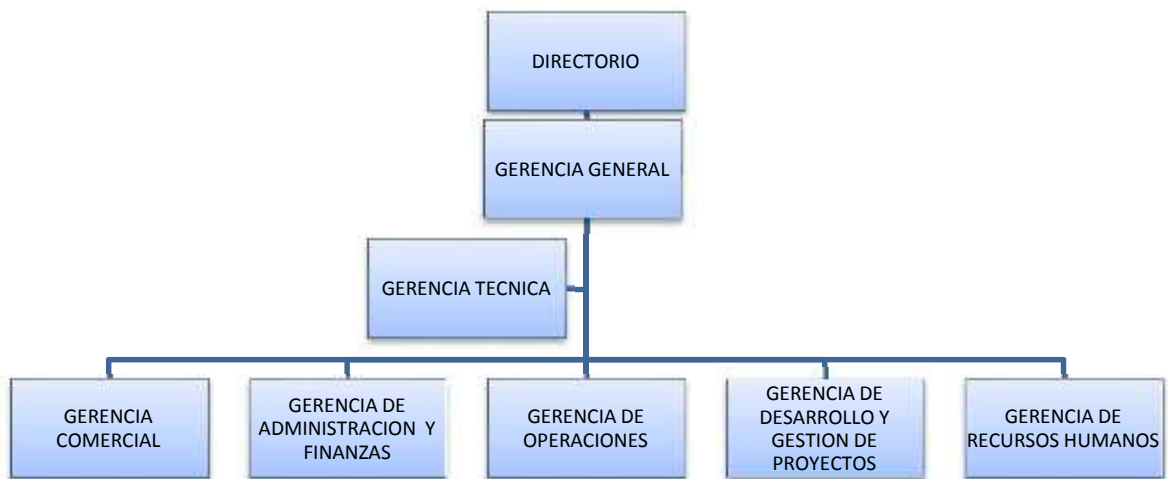 DIRECTORIO
GERENCIA GENERAL
GERENCIA TECNICA
GERENCIA
COMERCIAL
GERENCIA DE
ADMINISTRACION Y
FINANZAS
GERENCIA DE
OPERACIONES
GERENCIA DE
DESARROLLO Y
GESTION DE
PROYECTOS
GERENCIA DE
RECURSOS HUMANOS